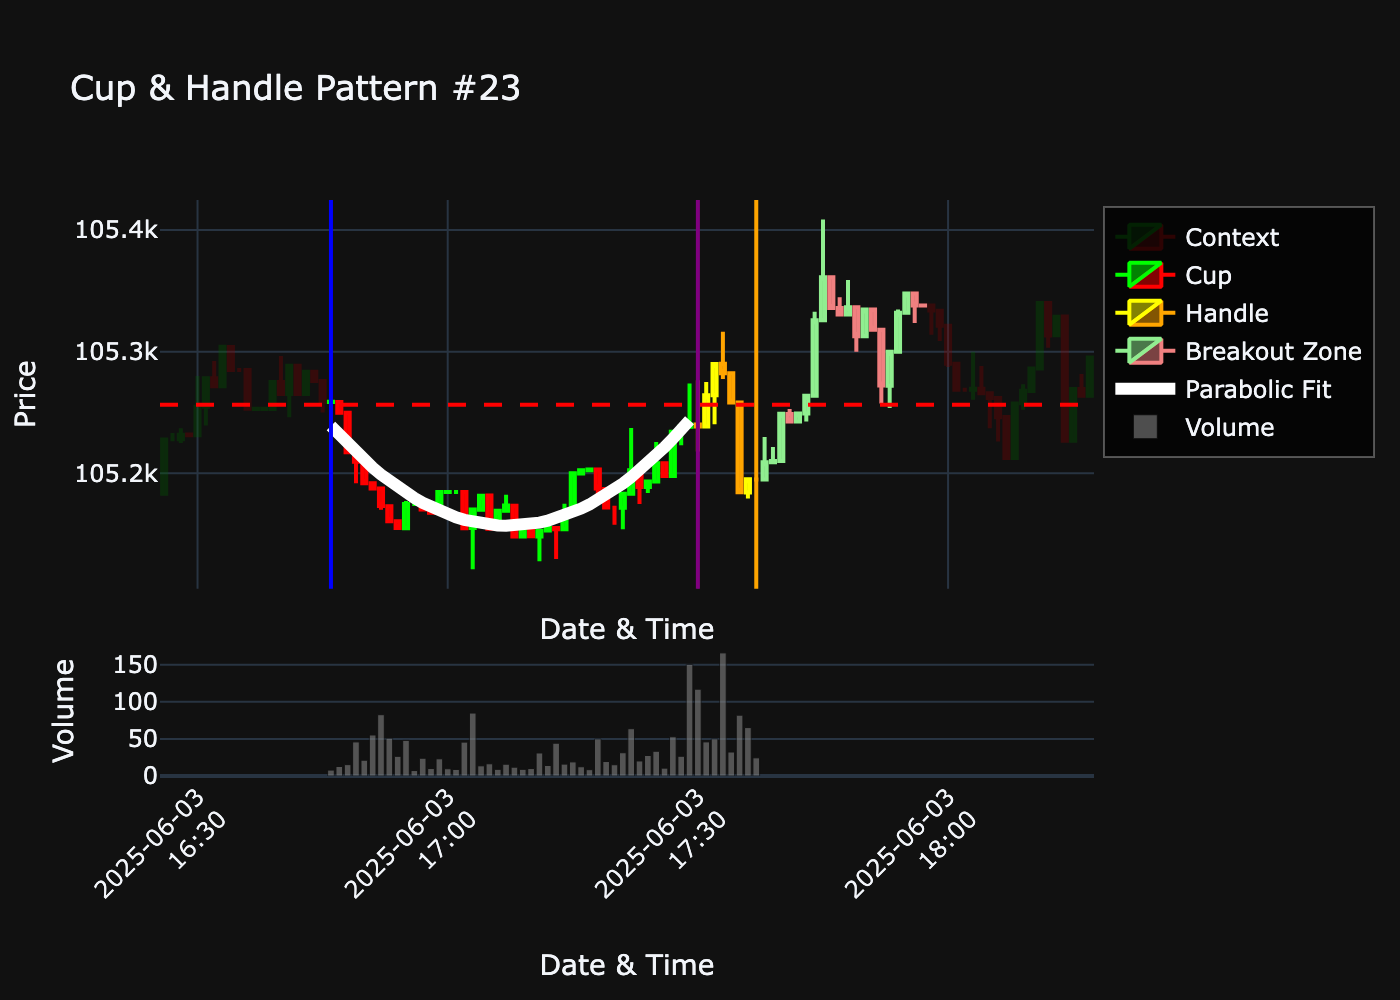 Cup & Handle Pattern #23
Price
105.4k
105.3k
105.2k
Context
Cup
Handle
Breakout Zone
Parabolic Fit
Volume
Date & Time
Volume
150
100
50
0
2025-06-03
16:30
2025-06-03
17:00
2025-06-03
17:30
2025-06-03
18:00
Date & Time